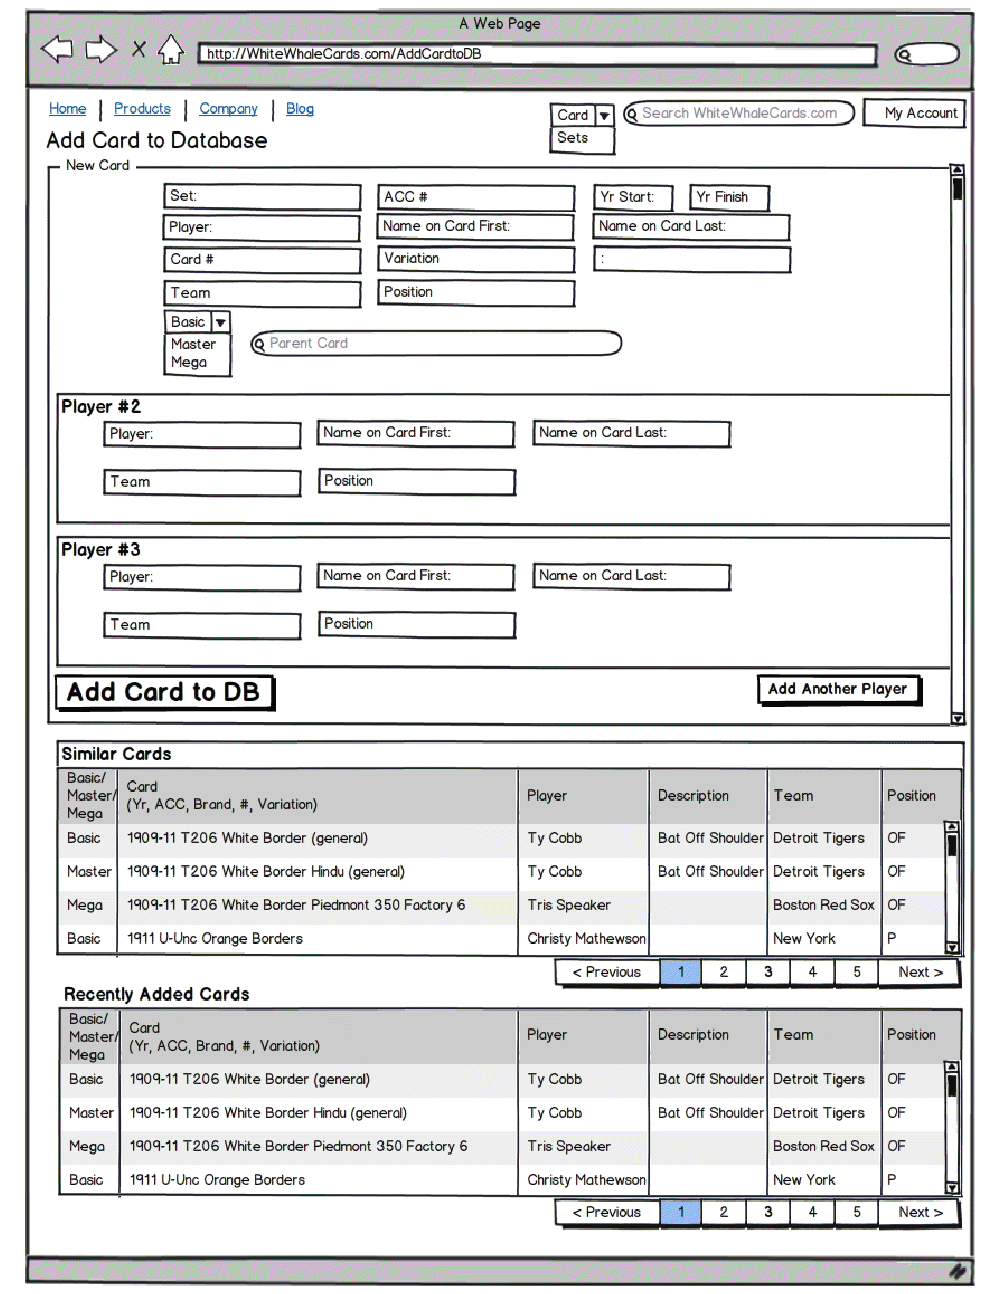 A Web Page
http://WhiteWhaleCards.com/AddCardtoDB
Home | Products | Company | Blog
Card
Sets
Search WhiteWhaleCards.com
My Account
Add Card to Database
New Card
Set: ACC # Yr Start: Yr Finish
Player: Name on Card First: Name on Card Last:
Card # Variation :
Team Position
Basic
Master
Mega
Parent Card
Player #2
Player: Name on Card First: Name on Card Last:
Team Position
Player #3
Player: Name on Card First: Name on Card Last:
Team Position
Add Card to DB Add Another Player
Similar Cards
Basic/
Master/
Mega
Card
(Yr, ACC, Brand, #, Variation)
Player Description Team Position
Basic 1909-11 T206 White Border (general) Ty Cobb Bat Off Shoulder Detroit Tigers OF
Master 1909-11 T206 White Border Hindu (general) Ty Cobb Bat Off Shoulder Detroit Tigers OF
Mega 1909-11 T206 White Border Piedmont 350 Factory 6 Tris Speaker Boston Red Sox OF
Basic 1911 U-Unc Orange Borders Christy Mathewson New York P
< Previous 1 2 3 4 5 Next >
Recently Added Cards
Basic/
Master/
Mega
Card
(Yr, ACC, Brand, #, Variation)
Player Description Team Position
Basic 1909-11 T206 White Border (general) Ty Cobb Bat Off Shoulder Detroit Tigers OF
Master 1909-11 T206 White Border Hindu (general) Ty Cobb Bat Off Shoulder Detroit Tigers OF
Mega 1909-11 T206 White Border Piedmont 350 Factory 6 Tris Speaker Boston Red Sox OF
Basic 1911 U-Unc Orange Borders Christy Mathewson New York P
< Previous 1 2 3 4 5 Next >